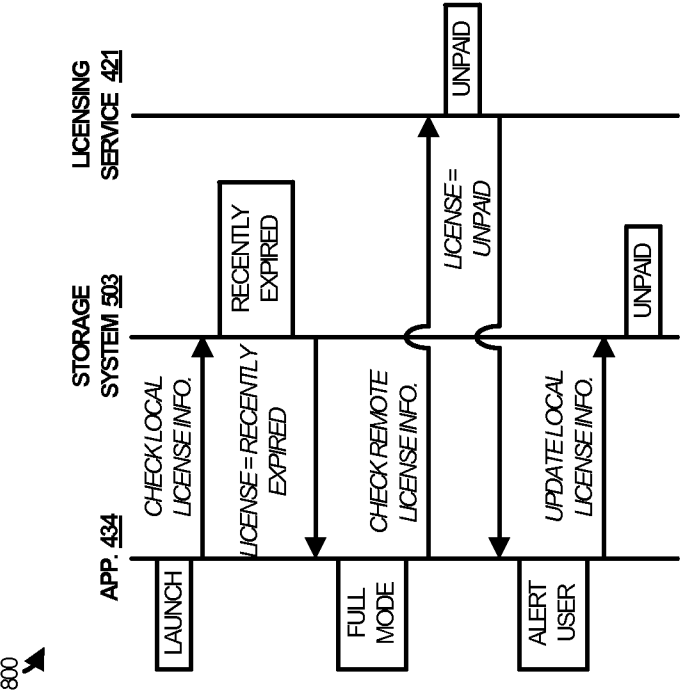 800
APP. 434
STORAGE
SYSTEM 503
LICENSING
SERVICE 421
LAUNCH
CHECK LOCAL
LICENSE INFO.
RECENTLY
EXPIRED
LICENSE = RECENTLY
EXPIRED
FULL
MODE
CHECK REMOTE
LICENSE INFO.
UNPAID
LICENSE =
UNPAID
ALERT
USER
UPDATE LOCAL
LICENSE INFO.
UNPAID